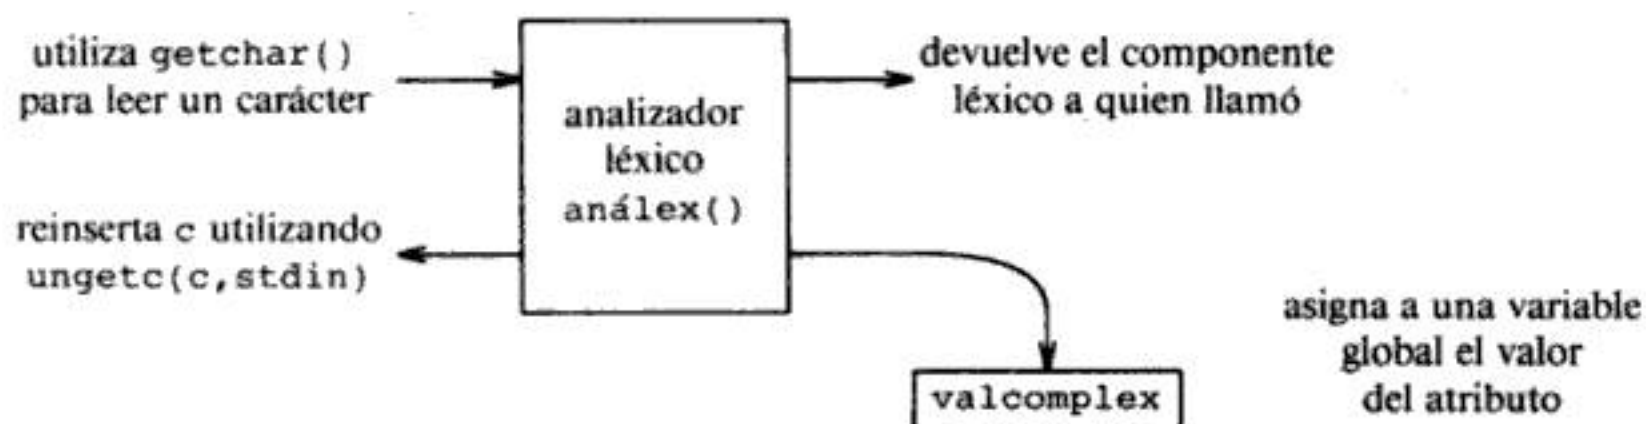 utiliza getchar()
para leer un carácter
analizador
léxico
análex()
devuelve el componente
léxico a quien llamó
reinserta c utilizando
ungetc(c,stdin)
valcomplex
asigna a una variable
global el valor
del atributo